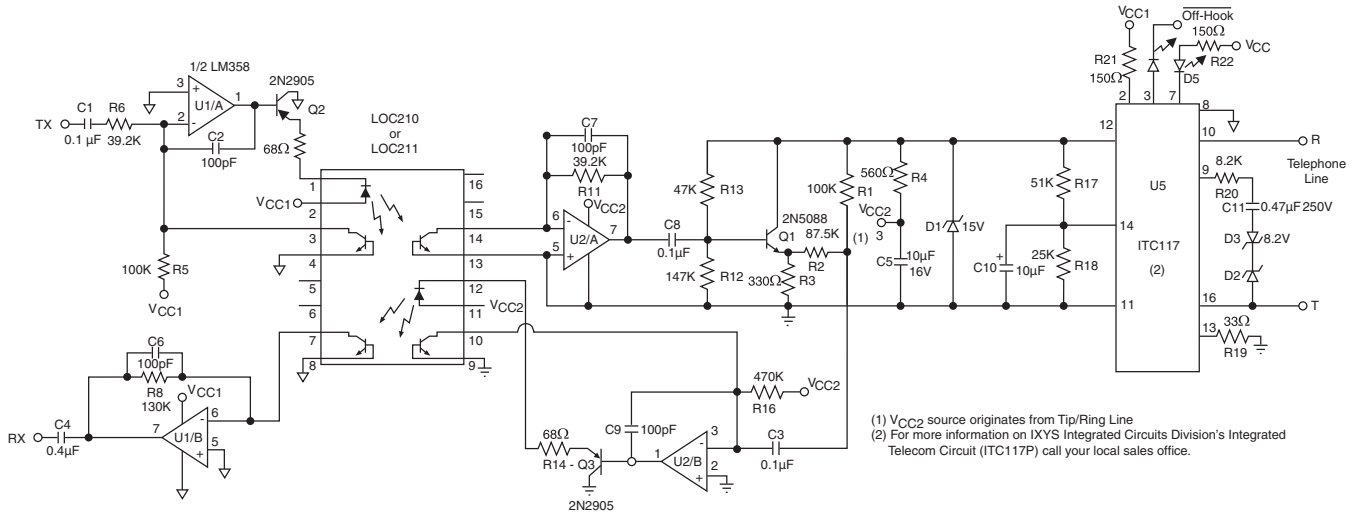 VCC1
Off-Hook
150Ω
VCC
R21
150Ω
R22
D5
2
3
7
8
12
10
R
Telephone
Line
9
8.2K
R20
C11
0.47µF 250V
U5
14
ITC117
(2)
D3
8.2V
D2
11
16
T
13
33Ω
R19
1/2 LM358
2N2905
3
+
U1/A
1
2
-
Q2
C1
R6
TX
0.1 µF
39.2K
C2
100pF
68Ω
LOC210
or
LOC211
1
16
VCC1
2
15
3
14
4
13
5
12
VCC2
6
11
7
10
8
9
100K
R5
VCC1
C7
100pF
39.2K
R11
VCC2
6
-
U2/A
7
5
+
C8
0.1µF
47K
R13
147K
R12
2N5088
Q1
87.5K
R2
330Ω
R3
100K
R1
(1)
560Ω
R4
VCC2
3
C5
10µF
16V
D1
15V
C10
+
10µF
51K
R17
25K
R18
C6
100pF
R8
130K
VCC1
C4
RX
0.4µF
7
U1/B
6
-
5
+
68Ω
R14 - Q3
2N2905
C9
100pF
1
U2/B
3
-
2
+
470K
R16
VCC2
C3
0.1µF
(1) VCC2 source originates from Tip/Ring Line
(2) For more information on IXYS Integrated Circuits Division's Integrated
Telecom Circuit (ITC117P) call your local sales office.